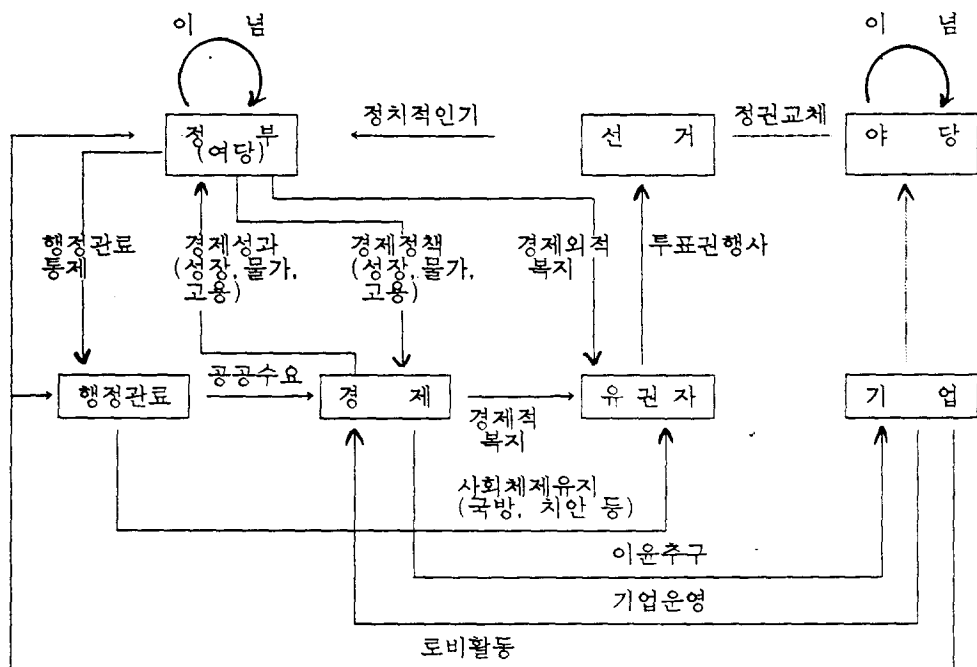 이 념
이 념
정 부
(여당)
정치적인기
선 거
정권교체
야 당
행정관료
통제
경제성과
(성장, 물가,
고용)
경제정책
(성장, 물가,
고용)
경제외적
복지
투표권행사
행정관료
공공수요
경 제
경제적
복지
유권자
기 업
사회체제유지
(국방, 치안 등)
이윤추구
기업운영
로비활동